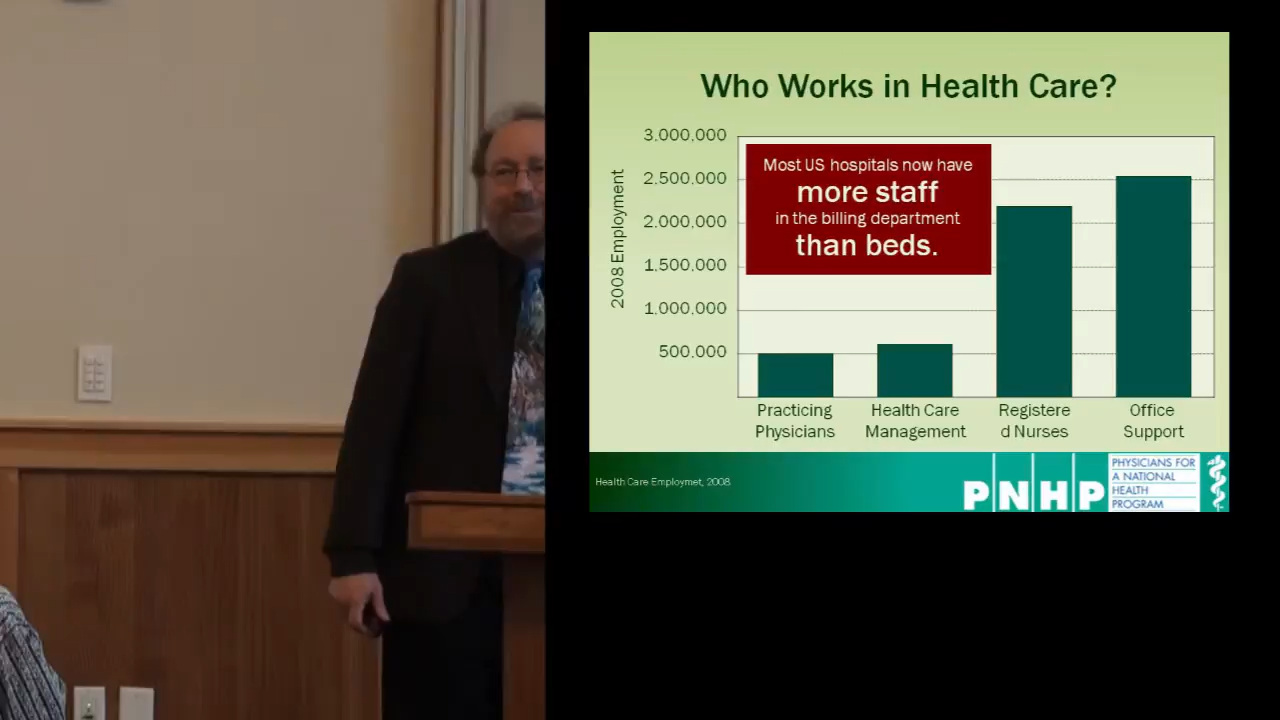 Who Works in Health Care?
3,000,000
2,500,000
2,000,000
1,500,000
1,000,000
500,000
2008 Employment
Most US hospitals now have
more staff
in the billing department
than beds.
Practicing
Physicians
Health Care
Management
Registere
d Nurses
Office
Support
Health Care Employmet, 2008
PNHP
PHYSICIANS FOR
A NATIONAL
HEALTH
PROGRAM